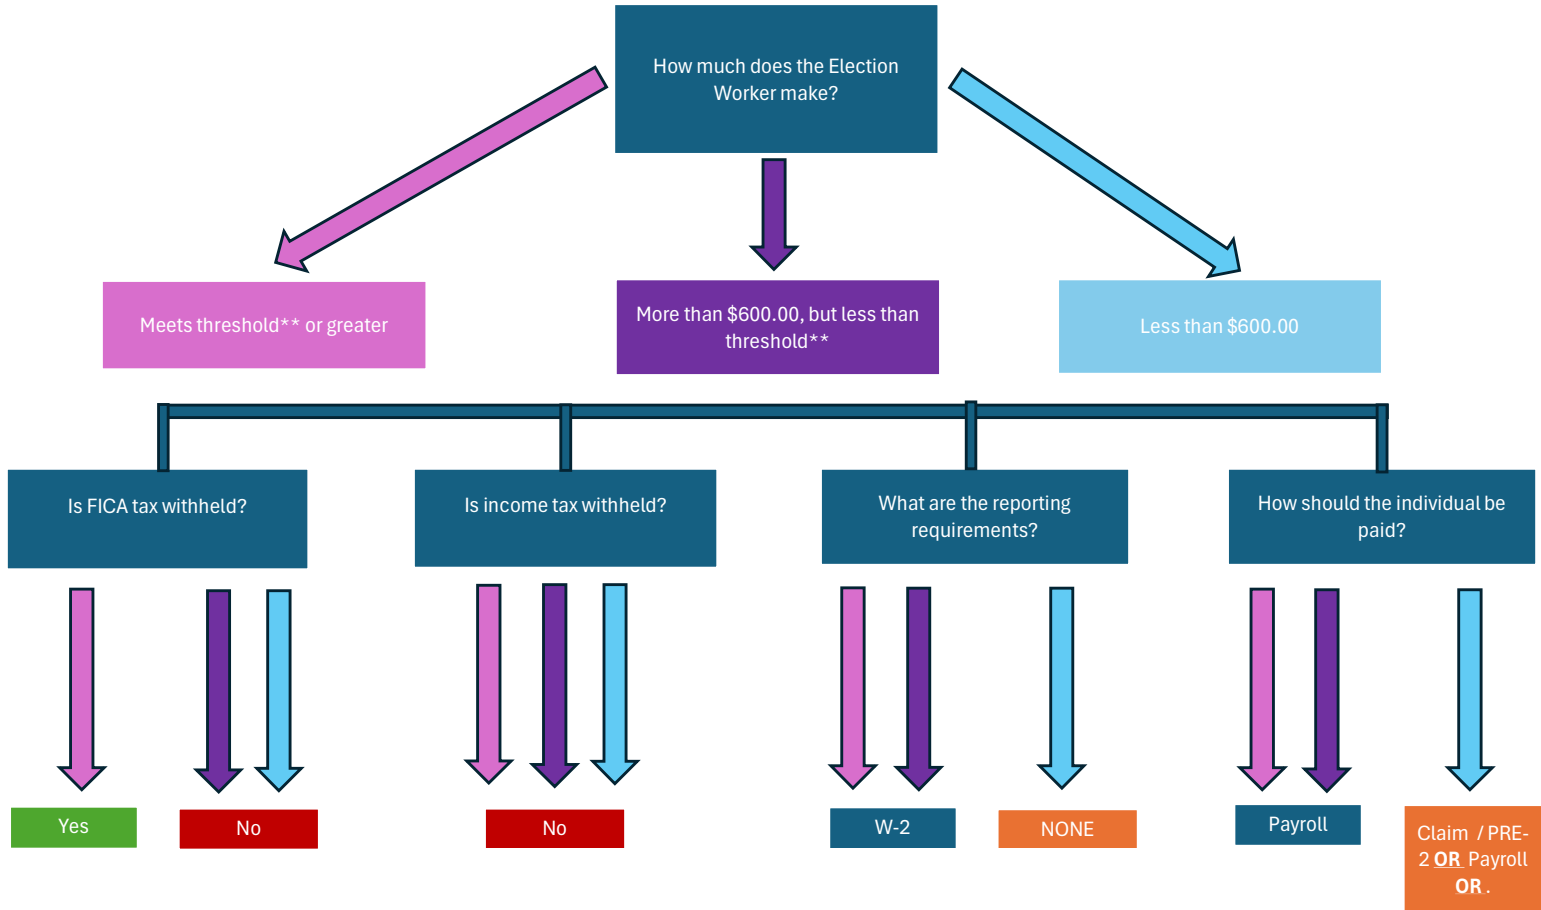 How much does the Election
Worker make?
Meets threshold** or greater
More than $600.00, but less than
threshold**
Less than $600.00
Is FICA tax withheld?
Is income tax withheld?
What are the reporting
requirements?
How should the individual be
paid?
Yes
No
No
W-2
NONE
Payroll
Claim / PRE-
2 OR Payroll
OR .